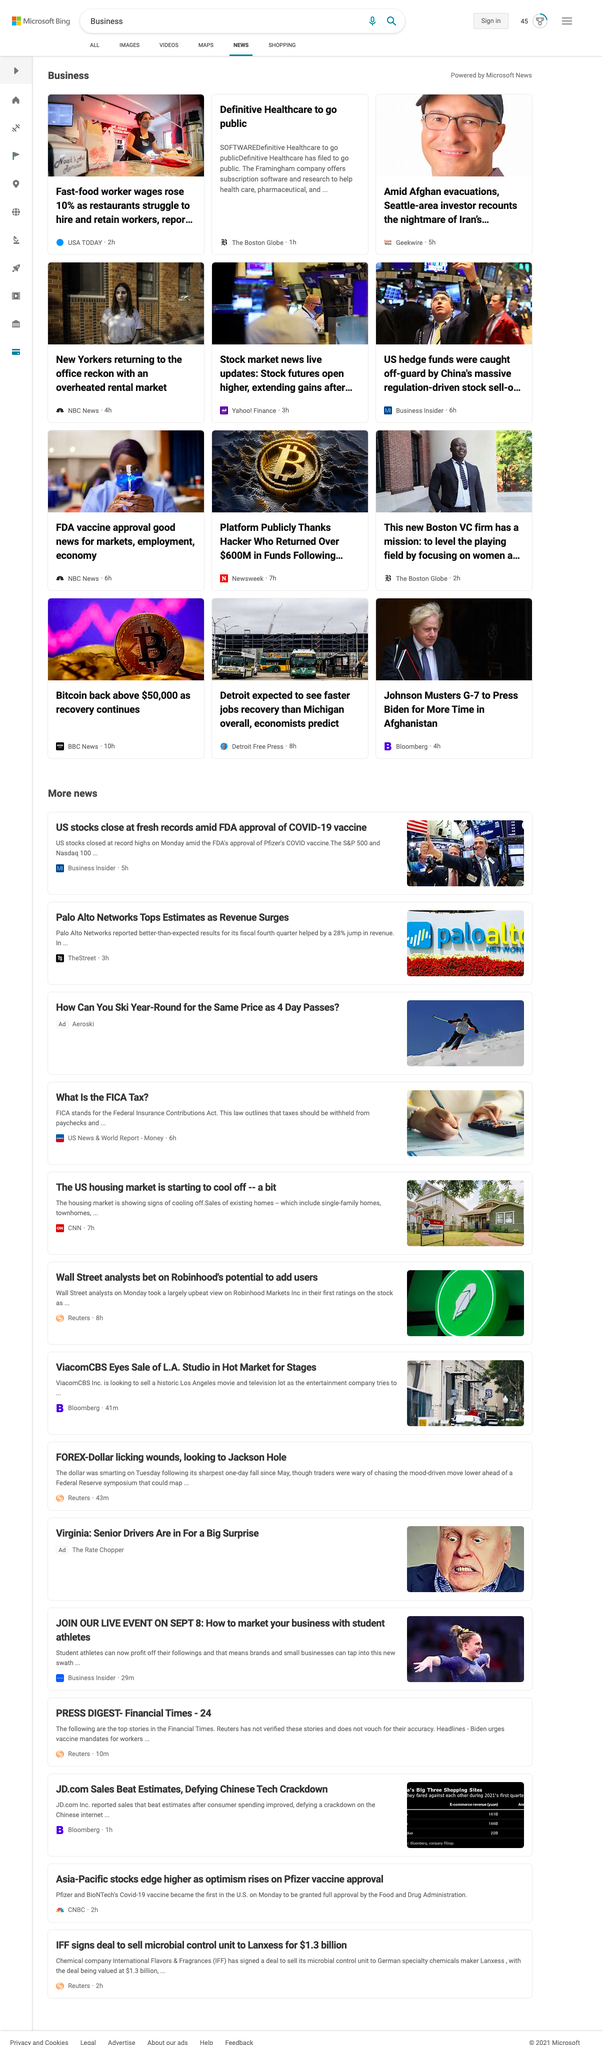 Microsoft Bing
Business
Sign in
45
ALL IMAGES VIDEOS MAPS NEWS SHOPPING
Business
Powered by Microsoft News
Fast-food worker wages rose
10% as restaurants struggle to
hire and retain workers, repor...
USA TODAY · 2h
Definitive Healthcare to go
public
SOFTWAREDefinitive Healthcare to go
publicDefinitive Healthcare has filed to go
public. The Framingham company offers
subscription software and research to help
health care, pharmaceutical, and ...
The Boston Globe · 1h
Amid Afghan evacuations,
Seattle-area investor recounts
the nightmare of Iran's...
Geekwire · 5h
New Yorkers returning to the
office reckon with an
overheated rental market
NBC News · 4h
Stock market news live
updates: Stock futures open
higher, extending gains after...
Yahoo! Finance · 3h
US hedge funds were caught
off-guard by China's massive
regulation-driven stock sell-o...
Business Insider · 6h
FDA vaccine approval good
news for markets, employment,
economy
NBC News · 6h
Platform Publicly Thanks
Hacker Who Returned Over
$600M in Funds Following...
Newsweek · 7h
This new Boston VC firm has a
mission: to level the playing
field by focusing on women a...
The Boston Globe · 2h
Bitcoin back above $50,000 as
recovery continues
BBC News · 10h
Detroit expected to see faster
jobs recovery than Michigan
overall, economists predict
Detroit Free Press · 8h
Johnson Musters G-7 to Press
Biden for More Time in
Afghanistan
Bloomberg · 4h
More news
US stocks close at fresh records amid FDA approval of COVID-19 vaccine
US stocks closed at record highs on Monday amid the FDA's approval of Pfizer's COVID vaccine.The S&P 500 and
Nasdaq 100 ...
Business Insider · 5h
Palo Alto Networks Tops Estimates as Revenue Surges
Palo Alto Networks reported better-than-expected results for its fiscal fourth quarter helped by a 28% jump in revenue.
In ...
TheStreet · 3h
paloalto
NETWORK
How Can You Ski Year-Round for the Same Price as 4 Day Passes?
Ad Aeroski
What Is the FICA Tax?
FICA stands for the Federal Insurance Contributions Act. This law outlines that taxes should be withheld from
paychecks and ...
US News & World Report - Money · 6h
The US housing market is starting to cool off -- a bit
The housing market is showing signs of cooling off.Sales of existing homes – which include single-family homes,
townhomes, ...
CNN · 7h
Wall Street analysts bet on Robinhood's potential to add users
Wall Street analysts on Monday took a largely upbeat view on Robinhood Markets Inc in their first ratings on the stock
as ...
Reuters · 8h
ViacomCBS Eyes Sale of L.A. Studio in Hot Market for Stages
ViacomCBS Inc. is looking to sell a historic Los Angeles movie and television lot as the entertainment company tries to
...
Bloomberg · 41m
FOREX-Dollar licking wounds, looking to Jackson Hole
The dollar was smarting on Tuesday following its sharpest one-day fall since May, though traders were wary of chasing the mood-driven move lower ahead of a
Federal Reserve symposium that could map ...
Reuters · 43m
Virginia: Senior Drivers Are in For a Big Surprise
Ad The Rate Chopper
JOIN OUR LIVE EVENT ON SEPT 8: How to market your business with student
athletes
Student athletes can now profit off their followings and that means brands and small businesses can tap into this new
swath ...
Business Insider · 29m
PRESS DIGEST- Financial Times - 24
The following are the top stories in the Financial Times. Reuters has not verified these stories and does not vouch for their accuracy. Headlines - Biden urges
vaccine mandates for workers ...
Reuters · 10m
JD.com Sales Beat Estimates, Defying Chinese Tech Crackdown
JD.com Inc. reported sales that beat estimates after consumer spending improved, defying a crackdown on the
Chinese internet ...
Bloomberg · 1h
a's Big Three Shopping Sites
hey fared against each other during 2021's first quarte
E-commerce revenue (yuan)
Asia-Pacific stocks edge higher as optimism rises on Pfizer vaccine approval
Pfizer and BioNTech's Covid-19 vaccine became the first in the U.S. on Monday to be granted full approval by the Food and Drug Administration.
CNBC · 2h
IFF signs deal to sell microbial control unit to Lanxess for $1.3 billion
Chemical company International Flavors & Fragrances (IFF) has signed a deal to sell its microbial control unit to German specialty chemicals maker Lanxess , with
the deal being valued at $1.3 billion, ...
Reuters · 2h
Privacy and Cookies Legal Advertise About our ads Help Feedback
© 2021 Microsoft